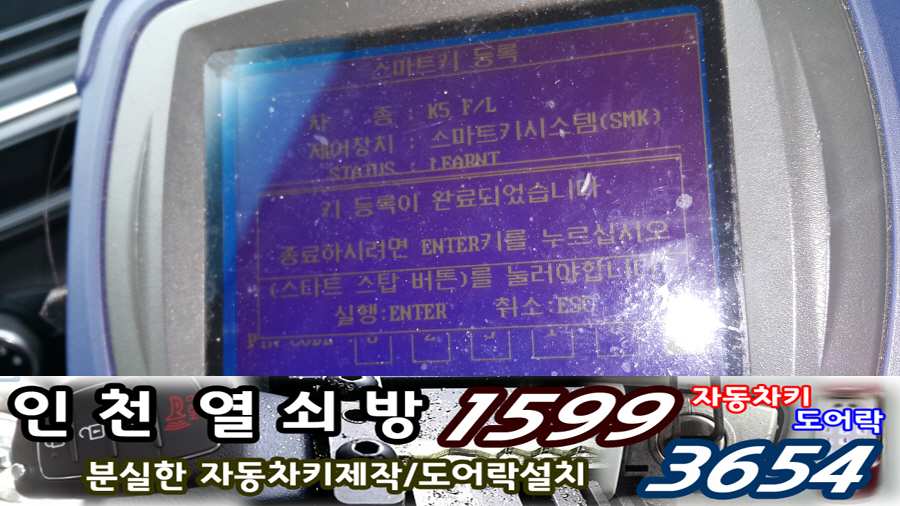 스마트키 등록
차 종 : K5 F/L
제어장치 : 스마트키시스템(SMK)
STATUS : LEARNT
키 등록이 완료되었습니다.
종료하시려면 ENTER키를 누르십시오
(스타트 스탑 버튼)를 눌러야합니다
실행:ENTER 취소:ESC
PIN CODE
인천 열쇠방 1599
자동차키
도어락
분실한 자동차키제작/도어락설치 - 3654